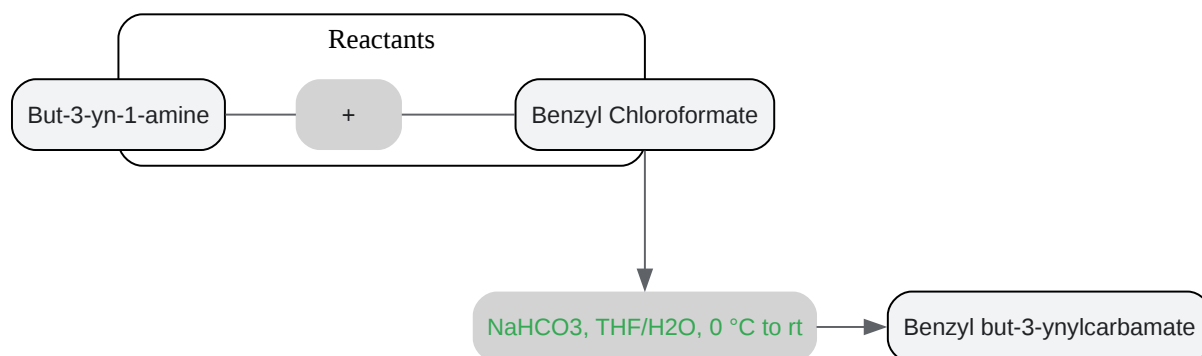 Reactants
But-3-yn-1-amine
+
Benzyl Chloroformate
NaHCO3, THF/H2O, 0 °C to rt
Benzyl but-3-ynylcarbamate